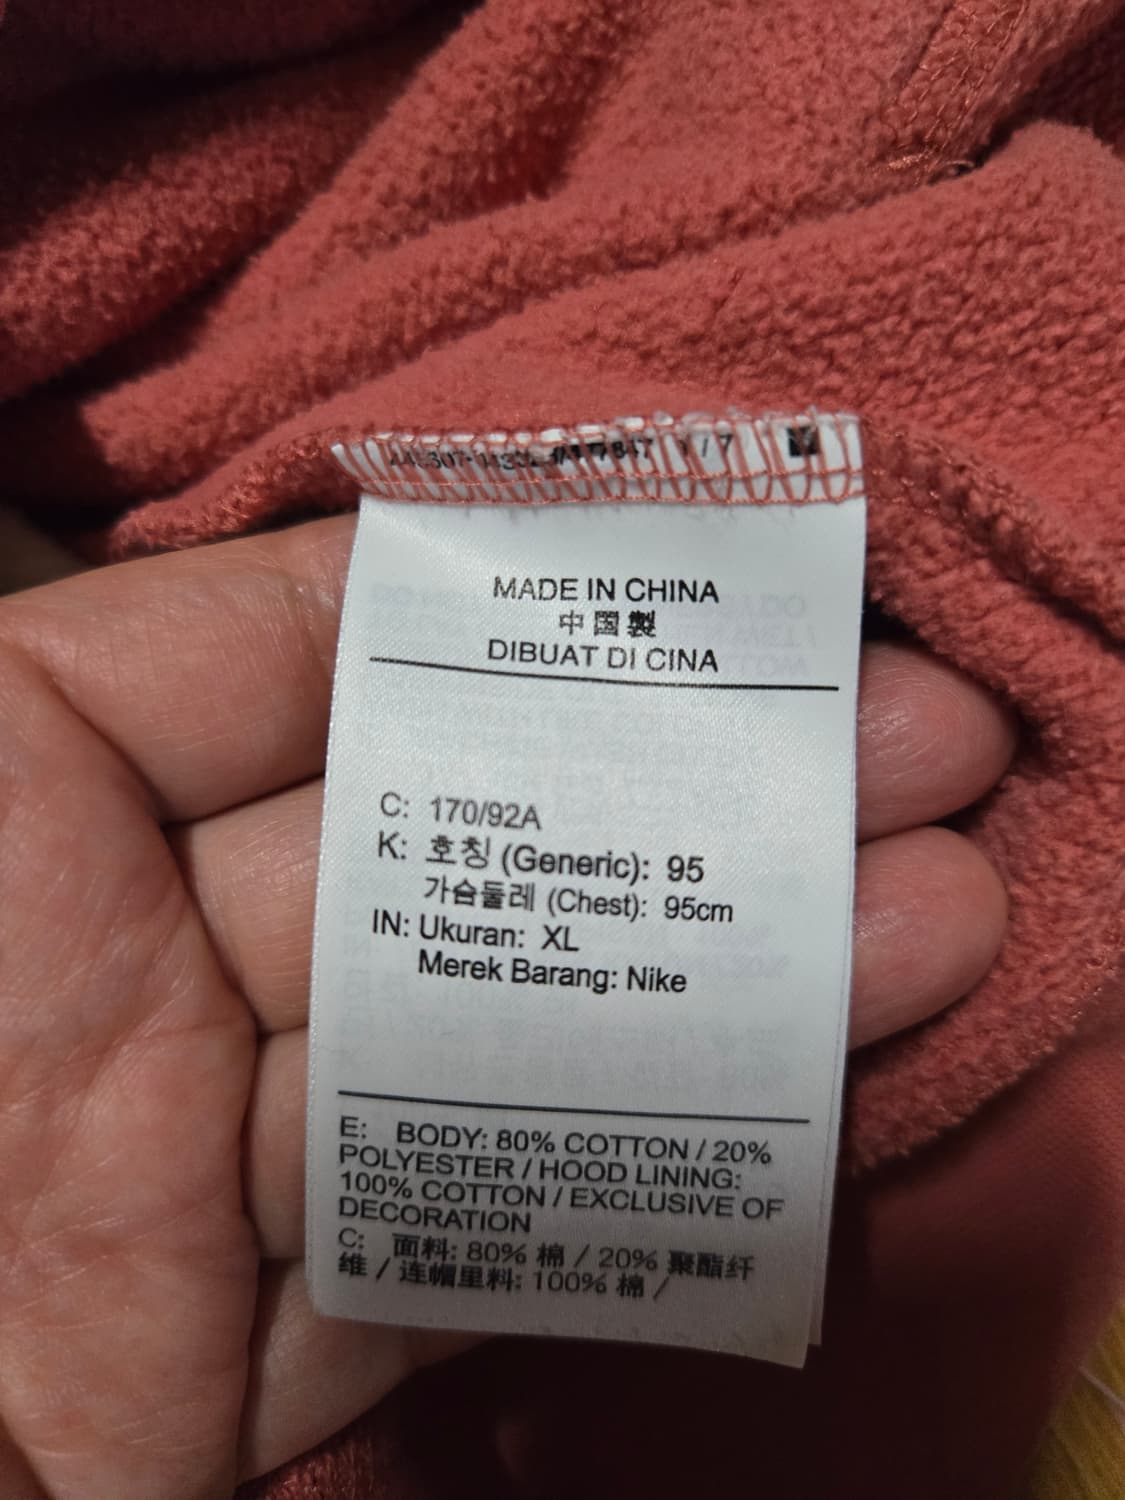 MADE IN CHINA
中国製
DIBUAT DI CINA
C: 170/92A
K: 호칭 (Generic): 95
가슴둘레 (Chest): 95cm
IN: Ukuran: XL
Merek Barang: Nike
E: BODY: 80% COTTON / 20%
POLYESTER / HOOD LINING:
100% COTTON / EXCLUSIVE OF
DECORATION
C: 面料: 80% 棉 / 20% 聚酯纤
维 / 连帽里料: 100% 棉 /